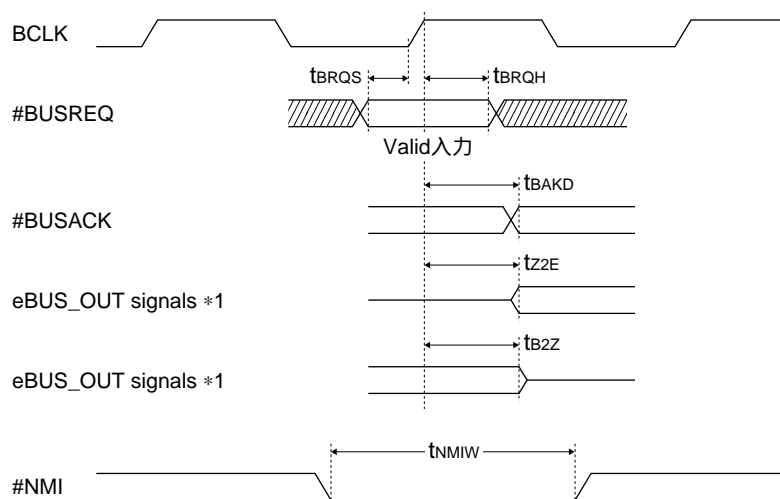 BCLK
tBRQS
tBRQH
#BUSREQ
Valid入力
tBAKD
#BUSACK
tZ2E
eBUS_OUT signals *1
tB2Z
eBUS_OUT signals *1
tNMIW
#NMI